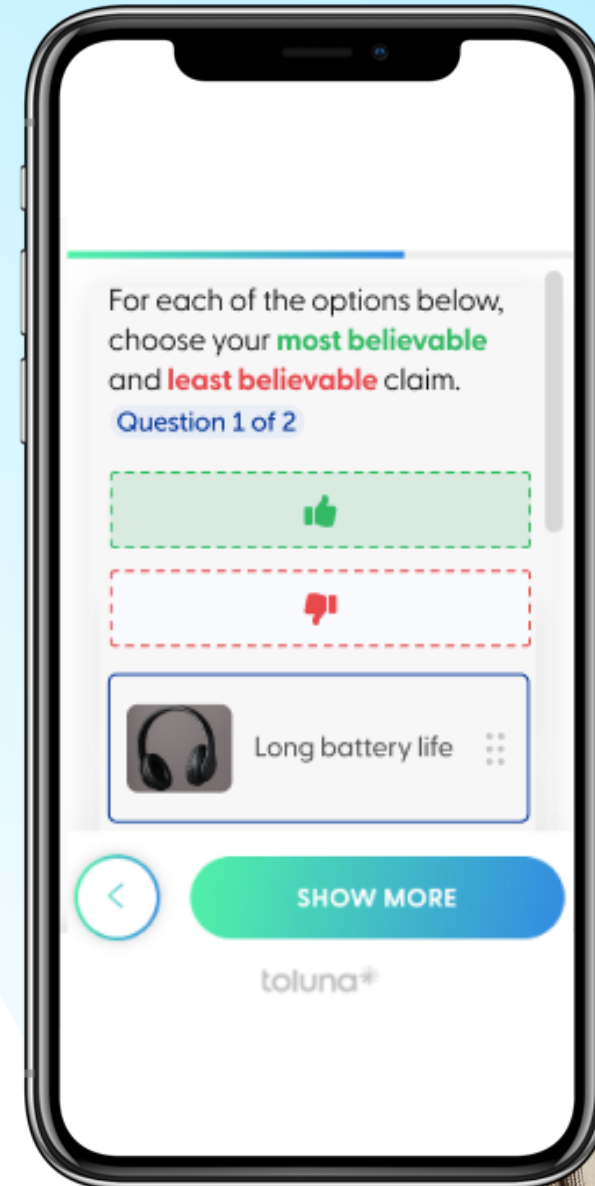 For each of the options below,
choose your most believable
and least believable claim.
Question 1 of 2
Long battery life
SHOW MORE
toluna*